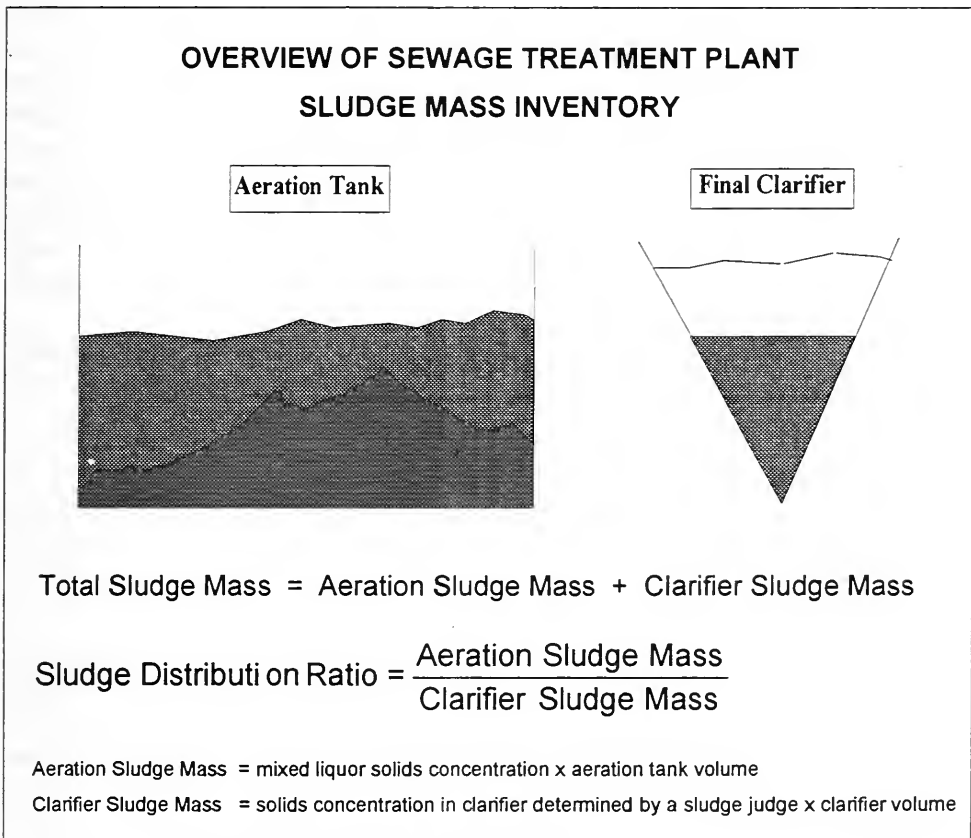 OVERVIEW OF SEWAGE TREATMENT PLANT
SLUDGE MASS INVENTORY
Aeration Tank
Final Clarifier
Total Sludge Mass = Aeration Sludge Mass + Clarifier Sludge Mass
Sludge Distributi on Ratio = Aeration Sludge Mass
Clarifier Sludge Mass
Aeration Sludge Mass = mixed liquor solids concentration x aeration tank volume
Clarifier Sludge Mass = solids concentration in clarifier determined by a sludge judge x clarifier volume